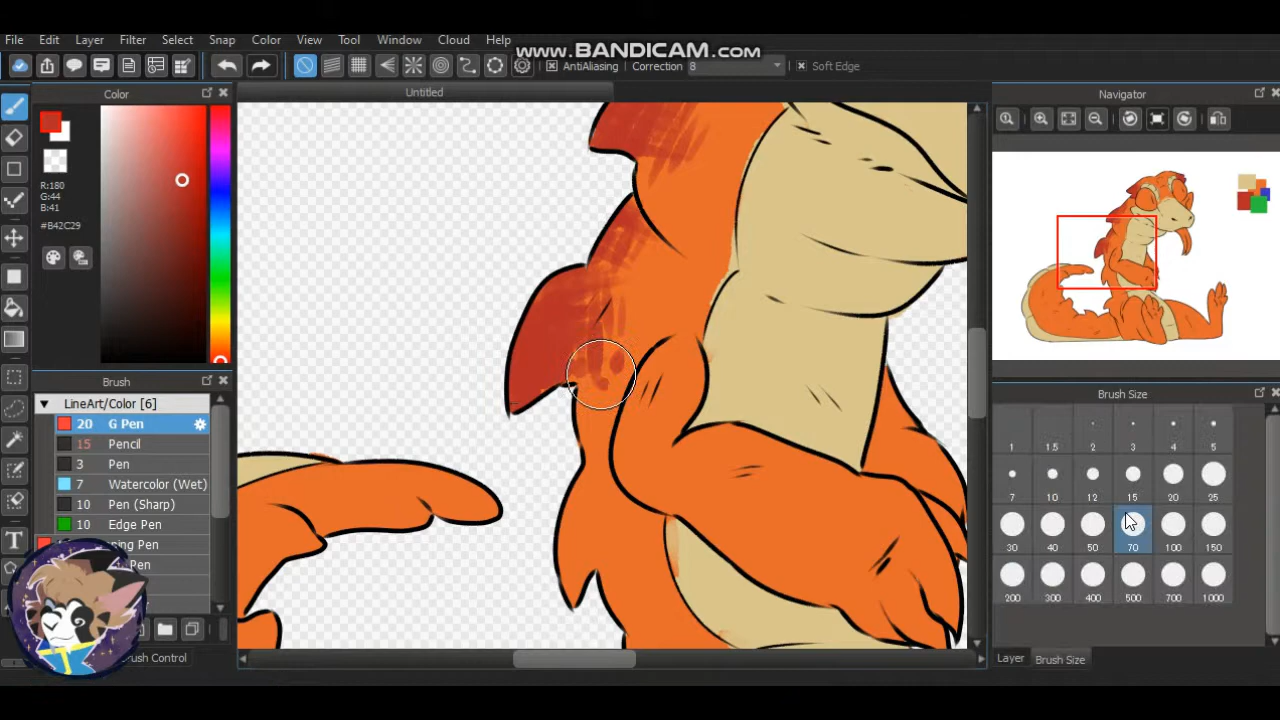 www.BANDICAM.com
File Edit Layer Filter Select Snap Color View Tool Window Cloud Help
AntiAliasing Correction 8 Soft Edge
Color
Untitled
Navigator
R:180
G:44
B:41
#B42C29
Brush
LineArt/Color [6]
20 G Pen
15 Pencil
3 Pen
7 Watercolor (Wet)
10 Pen (Sharp)
10 Edge Pen
Pen
Brush Size
1 1.5 2 3 4 5
7 10 12 15 20 25
30 40 50 70 100 150
200 300 400 500 700 1000
Layer Brush Size